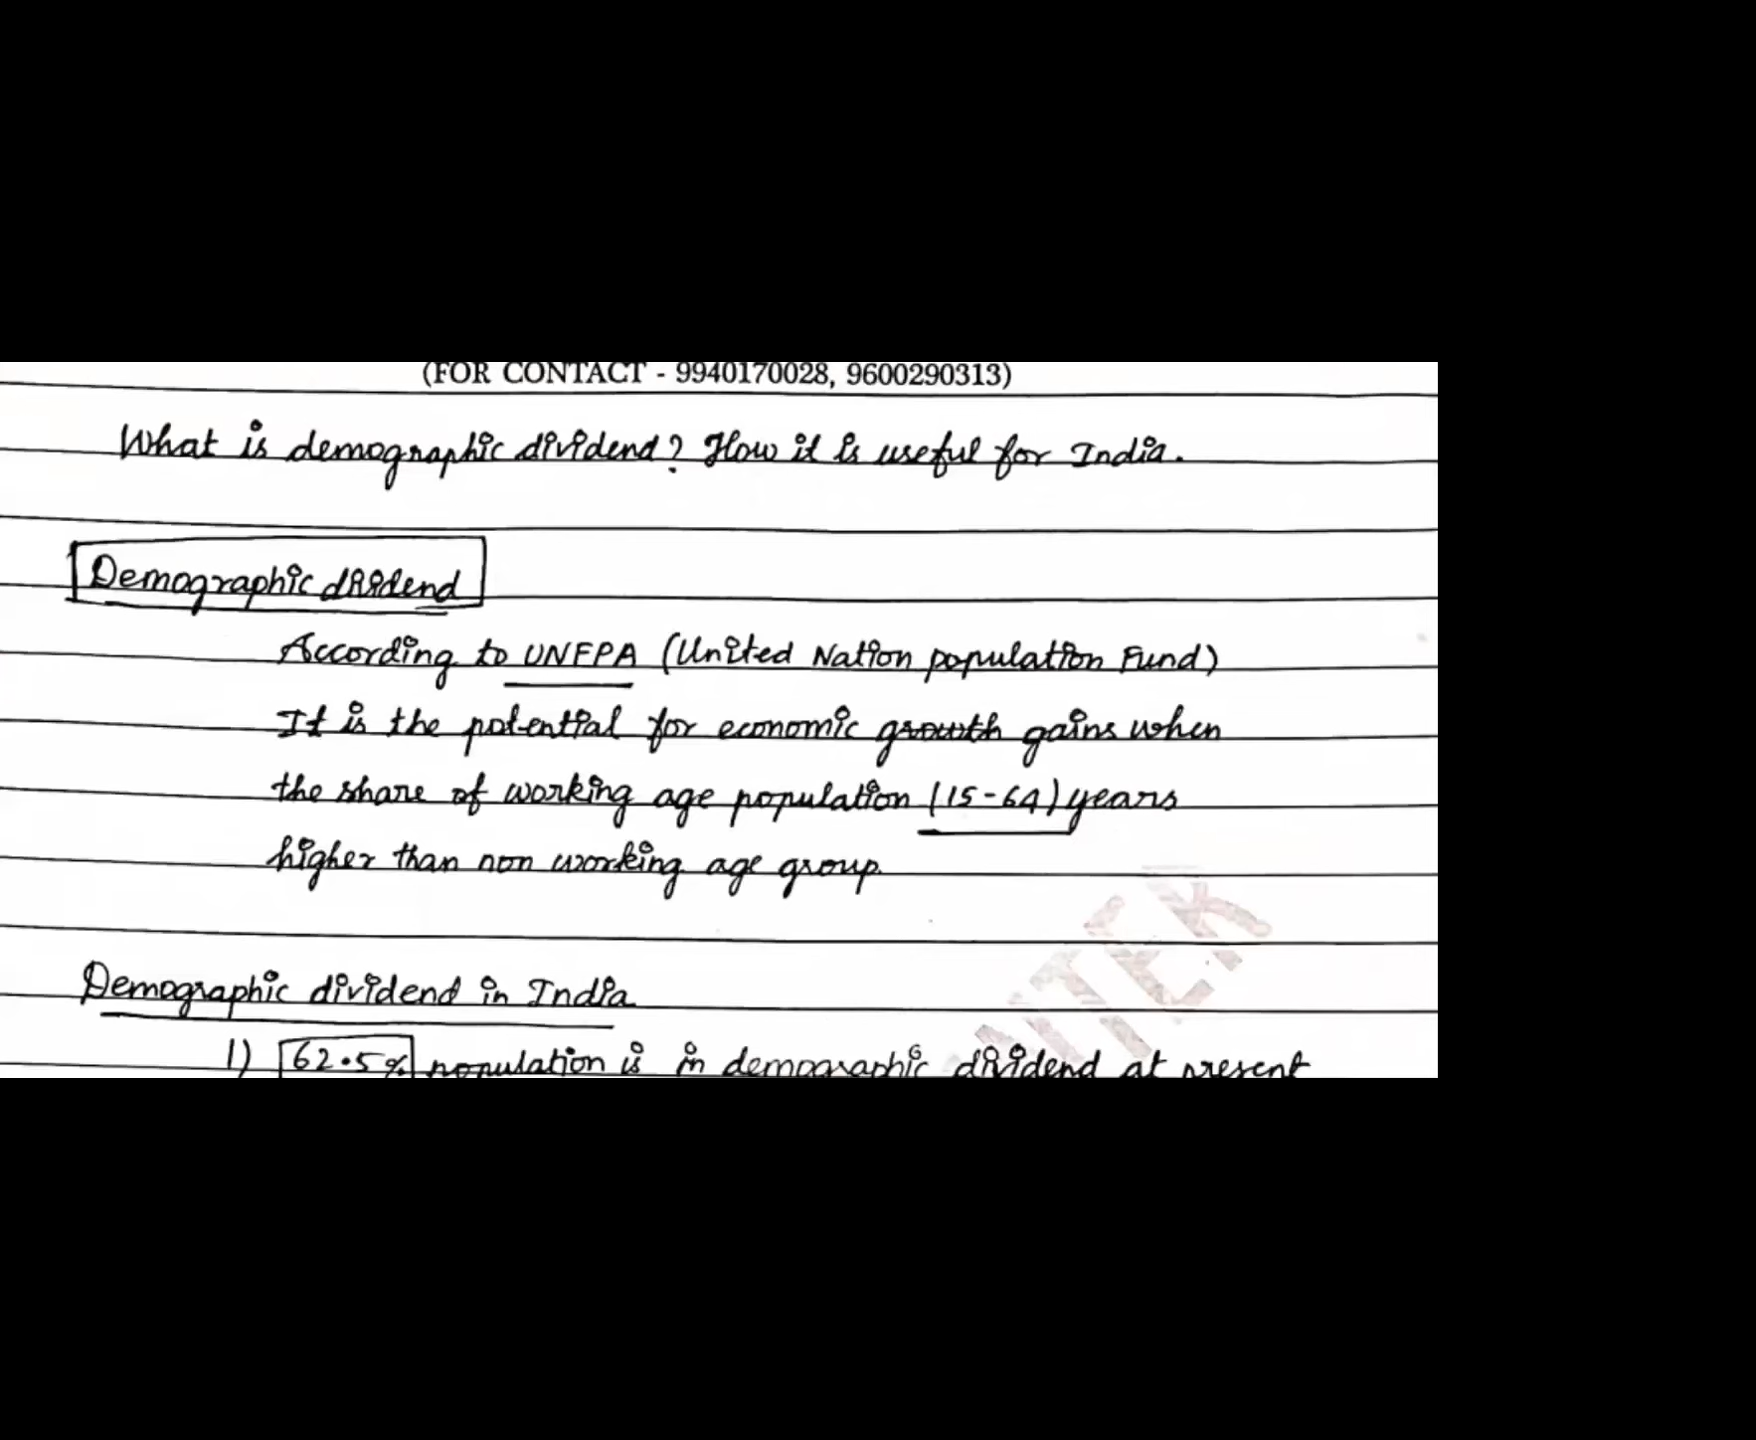 (FOR CONTACT - 9940170028, 9600290313)
What is demographic dividend? How it is useful for India.
Demographic dividend
According to UNFPA (United Nation population Fund)
It is the potential for economic growth gains when
the share of working age population (15-64) years
higher than non working age group.
Demographic dividend in India
1) 62.5% population is in demographic dividend at present